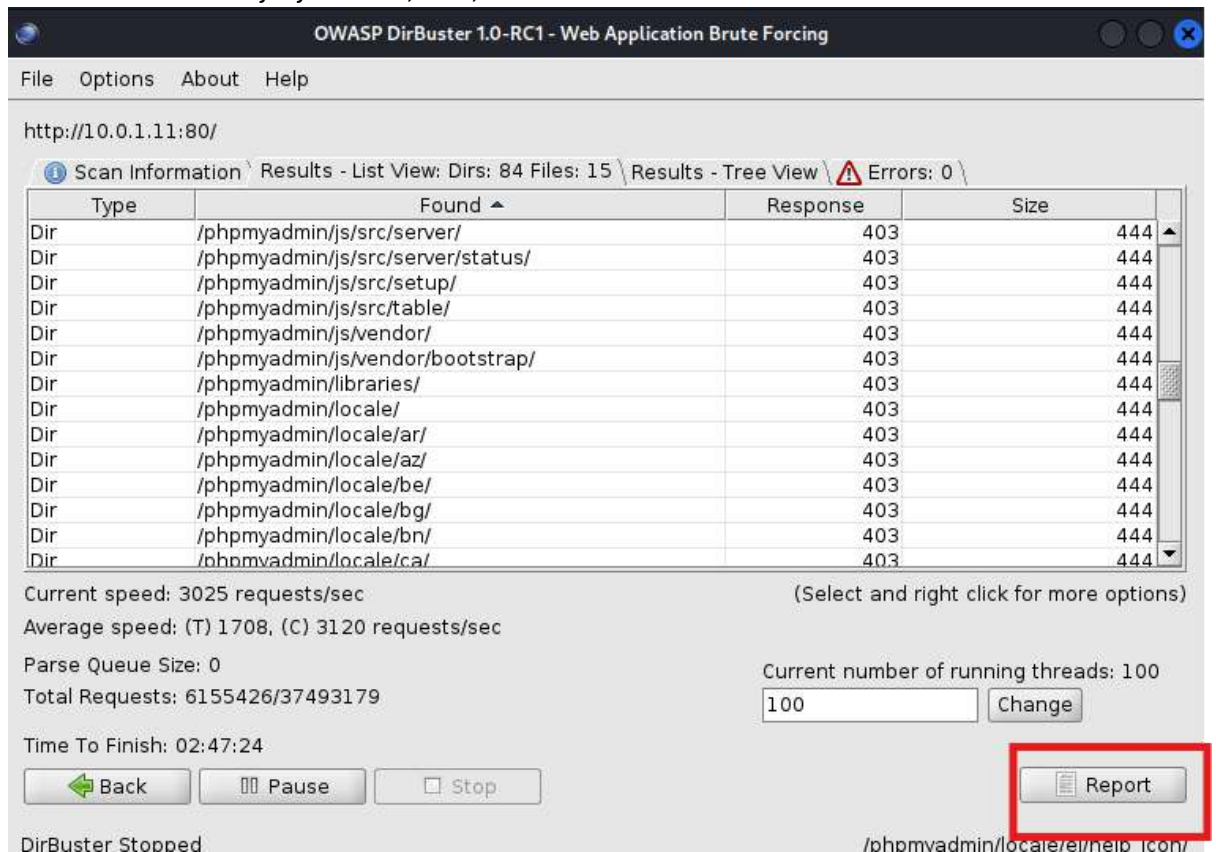 OWASP DirBuster 1.0-RC1 - Web Application Brute Forcing
File Options About Help
http://10.0.1.11:80/
Scan Information Results - List View: Dirs: 84 Files: 15 Results - Tree View Errors: 0
Type Found Response Size
Dir /phpmyadmin/js/src/server/ 403 444
Dir /phpmyadmin/js/src/server/status/ 403 444
Dir /phpmyadmin/js/src/setup/ 403 444
Dir /phpmyadmin/js/src/table/ 403 444
Dir /phpmyadmin/js/vendor/ 403 444
Dir /phpmyadmin/js/vendor/bootstrap/ 403 444
Dir /phpmyadmin/libraries/ 403 444
Dir /phpmyadmin/locale/ 403 444
Dir /phpmyadmin/locale/ar/ 403 444
Dir /phpmyadmin/locale/az/ 403 444
Dir /phpmyadmin/locale/be/ 403 444
Dir /phpmyadmin/locale/bg/ 403 444
Dir /phpmyadmin/locale/bn/ 403 444
Dir /phpmyadmin/locale/ca/ 403 444
Current speed: 3025 requests/sec (Select and right click for more options)
Average speed: (T) 1708, (C) 3120 requests/sec
Parse Queue Size: 0
Current number of running threads: 100
Total Requests: 6155426/37493179
100 Change
Time To Finish: 02:47:24
Back Pause Stop Report
DirBuster Stopped /phpmyadmin/locale/el/help_icon/